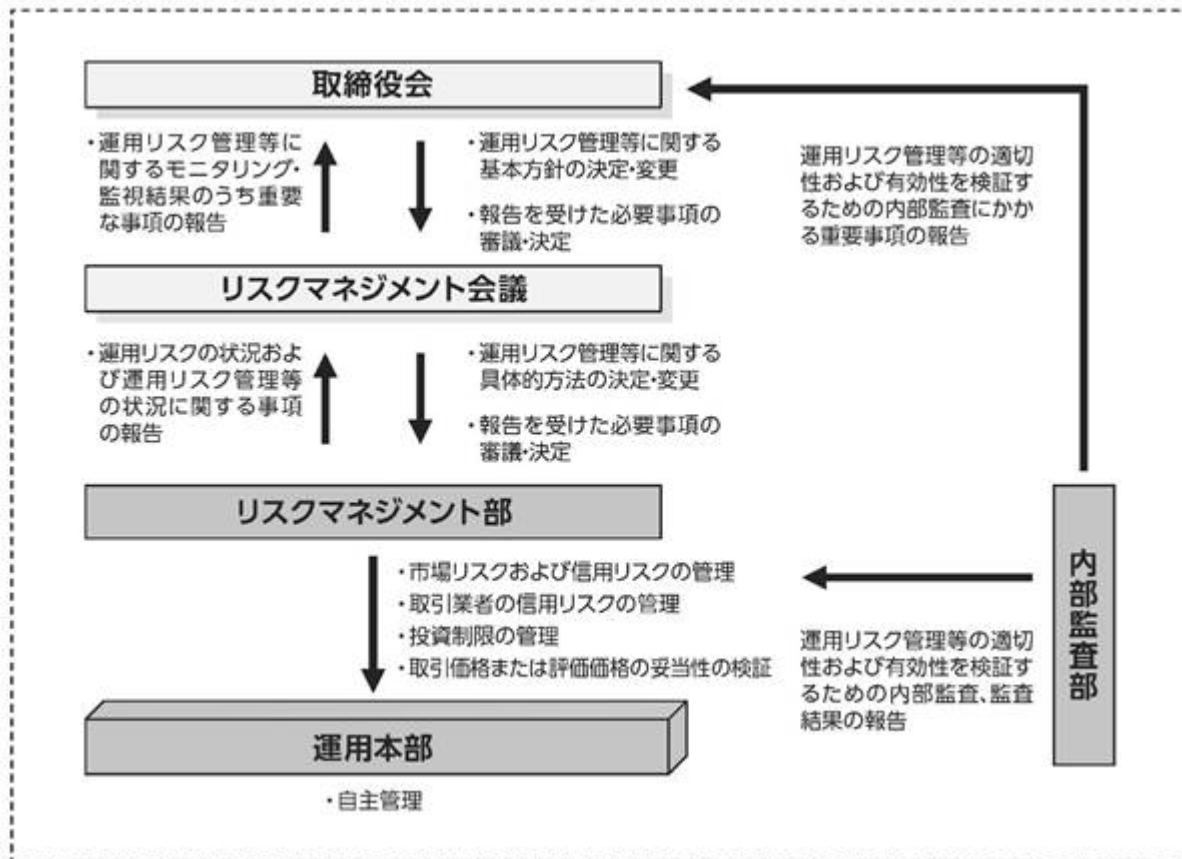 取締役会
・運用リスク管理等に
関するモニタリング・
監視結果のうち重要
な事項の報告
・運用リスク管理等に関する
基本方針の決定・変更
・報告を受けた必要事項の
審議・決定
運用リスク管理等の適切
性および有効性を検証す
るための内部監査にかか
る重要事項の報告
リスクマネジメント会議
・運用リスクの状況およ
び運用リスク管理等
の状況に関する事項
の報告
・運用リスク管理等に関する
具体的方法の決定・変更
・報告を受けた必要事項の
審議・決定
リスクマネジメント部
・市場リスクおよび信用リスクの管理
・取引業者の信用リスクの管理
・投資制限の管理
・取引価格または評価価格の妥当性の検証
運用リスク管理等の適切
性および有効性を検証す
るための内部監査、監査
結果の報告
内部監査部
運用本部
・自主管理